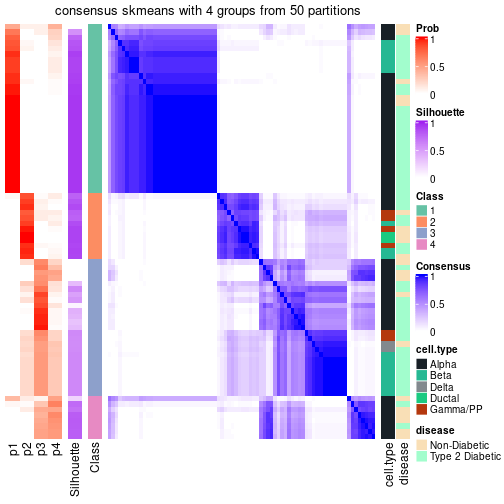 consensus skmeans with 4 groups from 50 partitions
Prob
1
0.5
0
Silhouette
1
0.5
0
Class
1
2
3
4
Consensus
1
0.5
0
cell.type
Alpha
Beta
Delta
Ductal
Gamma/PP
disease
Non-Diabetic
Type 2 Diabetic
p1
p2
p3
p4
Silhouette
Class
cell.type
disease